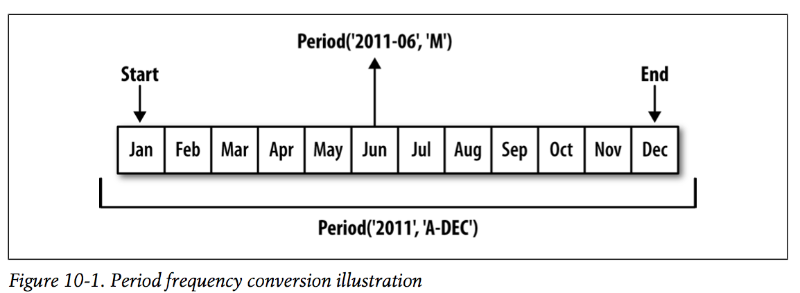 Period('2011-06', 'M')
Start
End
Jan Feb Mar Apr May Jun Jul Aug Sep Oct Nov Dec
Period('2011', 'A-DEC')
Figure 10-1. Period frequency conversion illustration